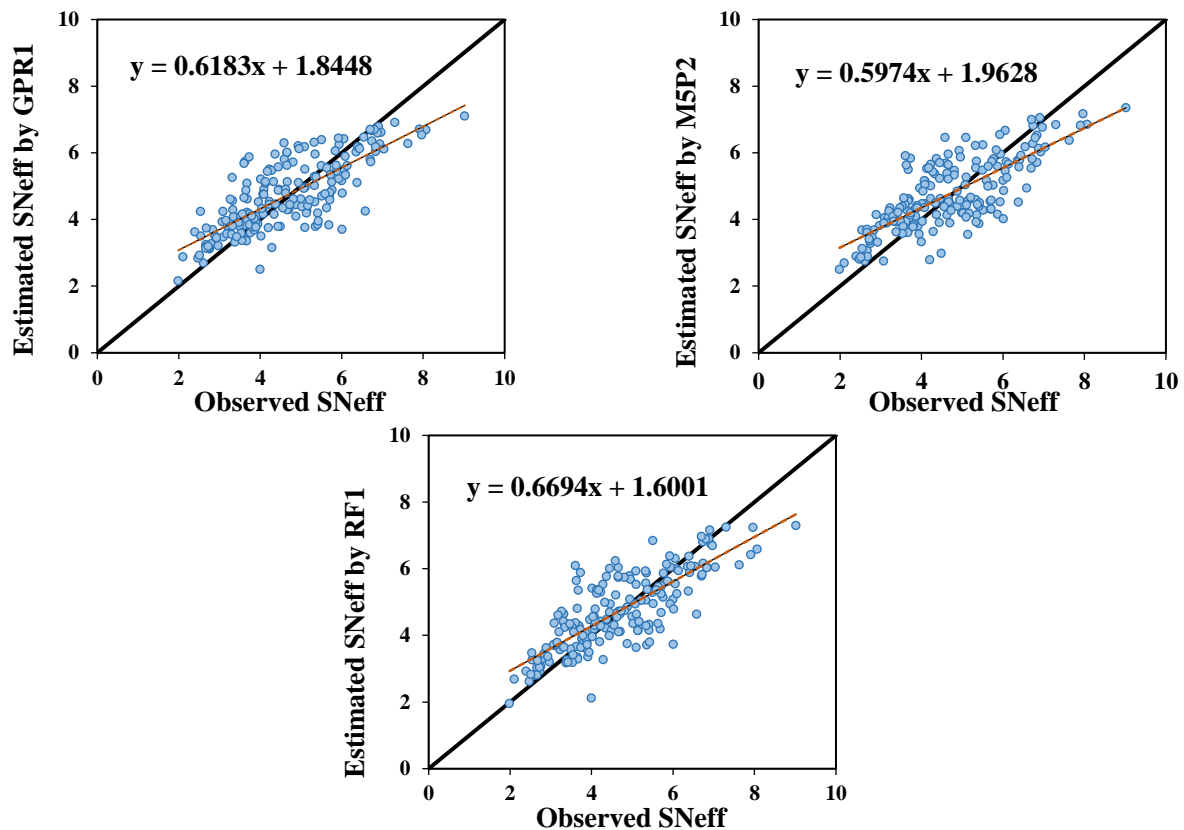 10
8
6
4
2
0
0 2 4 6 8 10
Estimated SNeff by GPR1
Observed SNeff
y = 0.6183x + 1.8448
10
8
6
4
2
0
0 2 4 6 8 10
Estimated SNeff by M5P2
Observed SNeff
y = 0.5974x + 1.9628
10
8
6
4
2
0
0 2 4 6 8 10
Estimated SNeff by RF1
Observed SNeff
y = 0.6694x + 1.6001